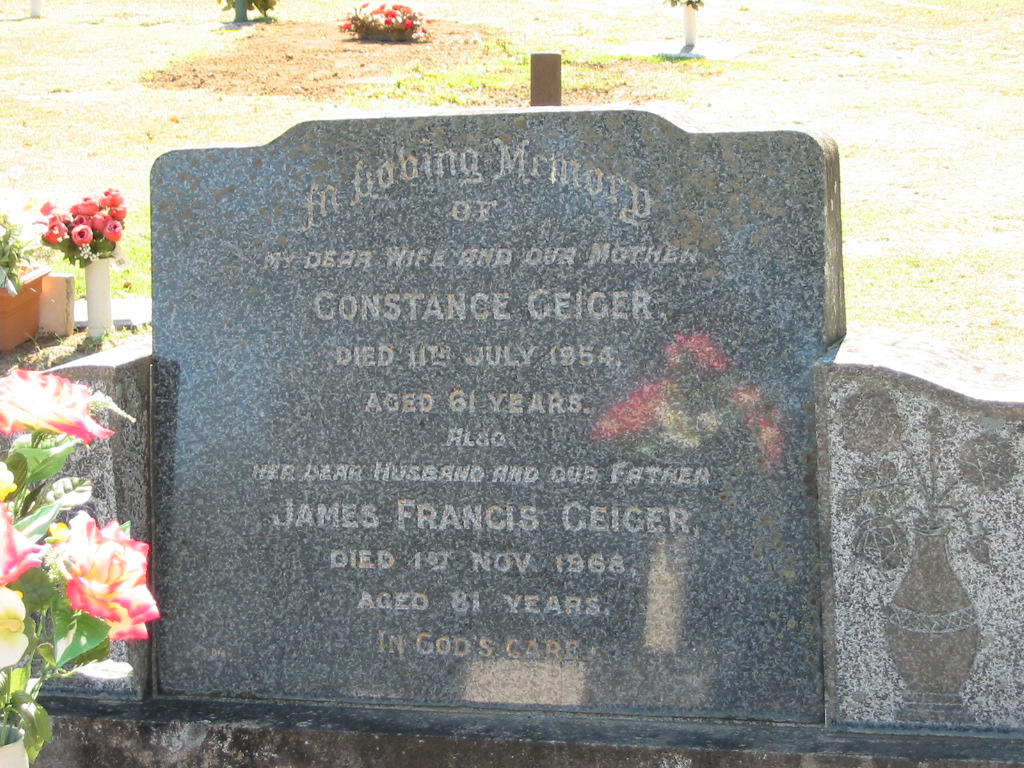 In Loving Memory
OF
MY DEAR WIFE AND OUR MOTHER
CONSTANCE GEIGER,
DIED 11TH JULY 1954,
AGED 61 YEARS.
ALSO
HER DEAR HUSBAND AND OUR FATHER
JAMES FRANCIS GEIGER,
DIED 1ST NOV. 1968,
AGED 81 YEARS.
IN GOD'S CARE.